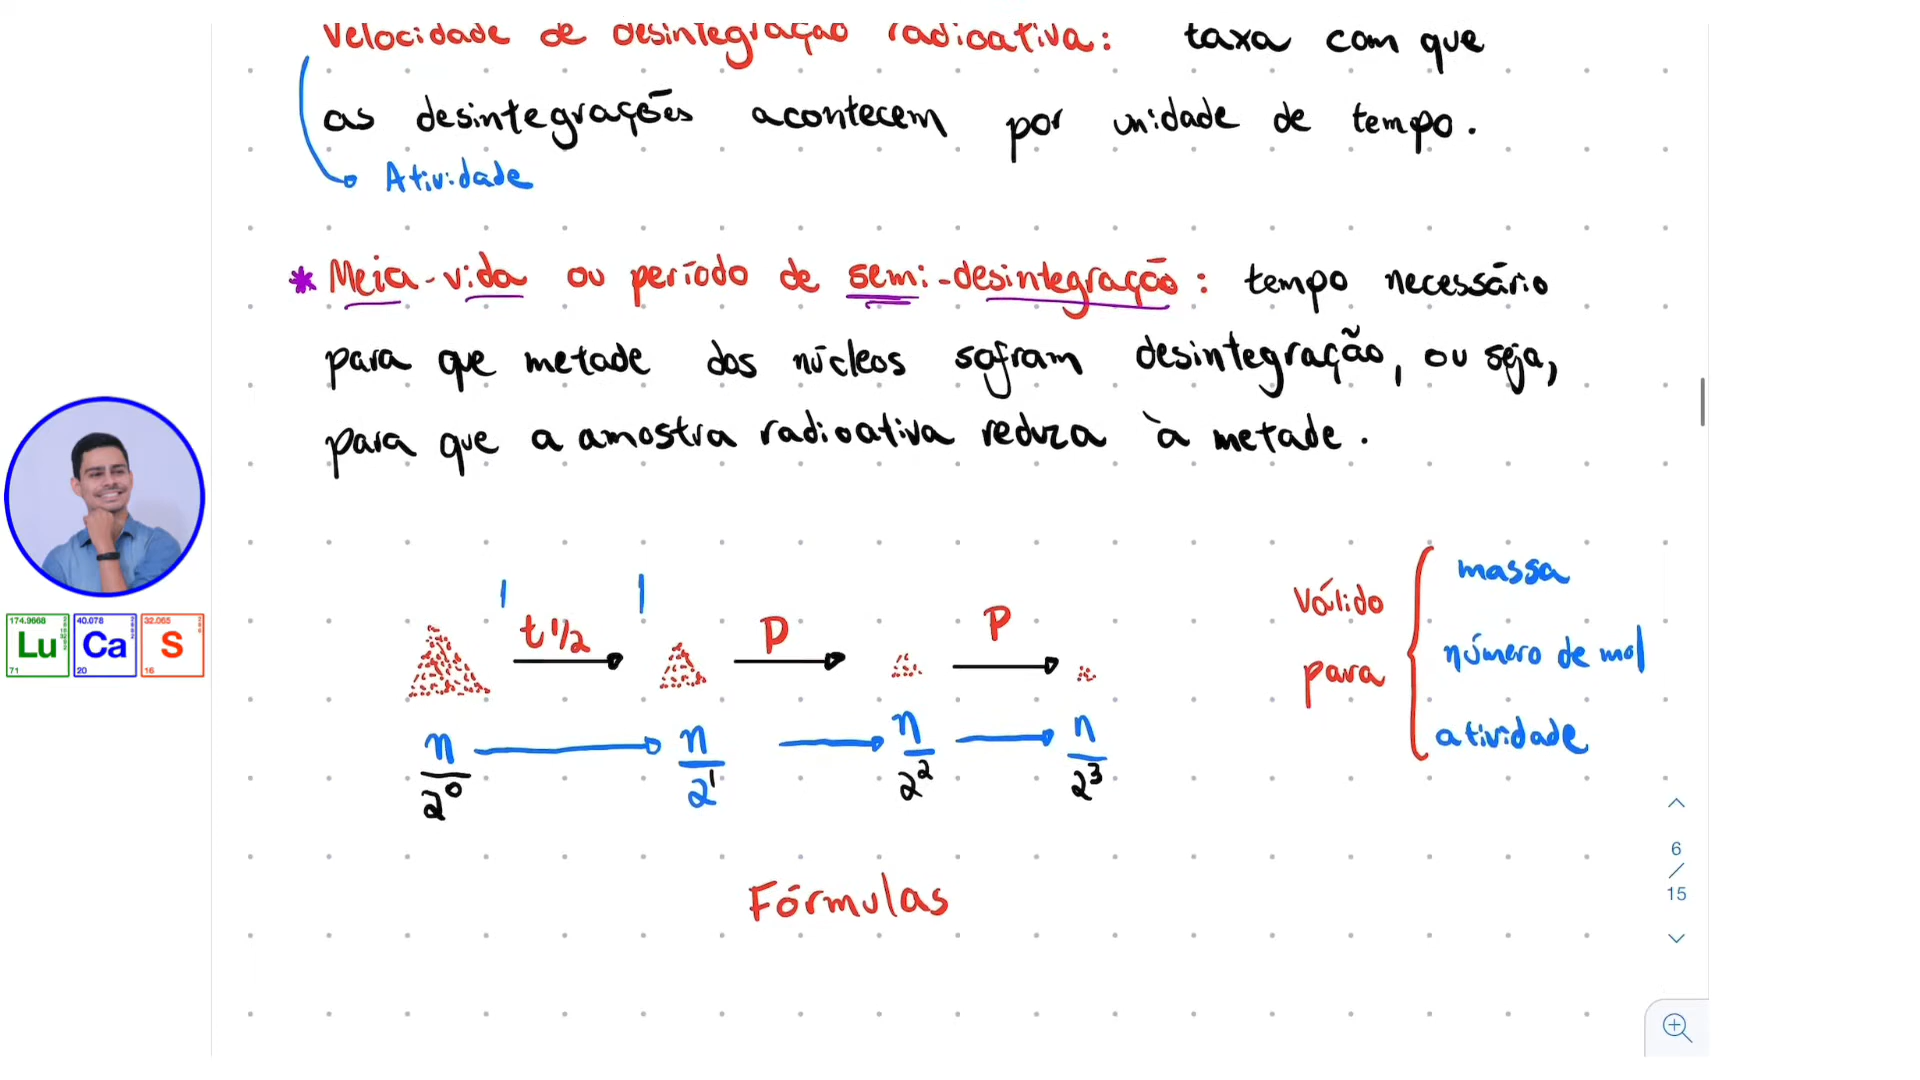 Velocidade de desintegração radioativa: taxa com que
as desintegrações acontecem por unidade de tempo.
Atividade
* Meia-vida ou período de semi-desintegração: tempo necessário
para que metade dos núcleos sofram desintegração, ou seja,
para que a amostra radioativa reduza à metade.
t 1/2 P P
n/2⁰ n/2¹ n/2² n/2³
Válido
para
massa
número de mol
atividade
Fórmulas
174.9668 40.078 32.065
Lu Ca S
71 20 16
6
/
15